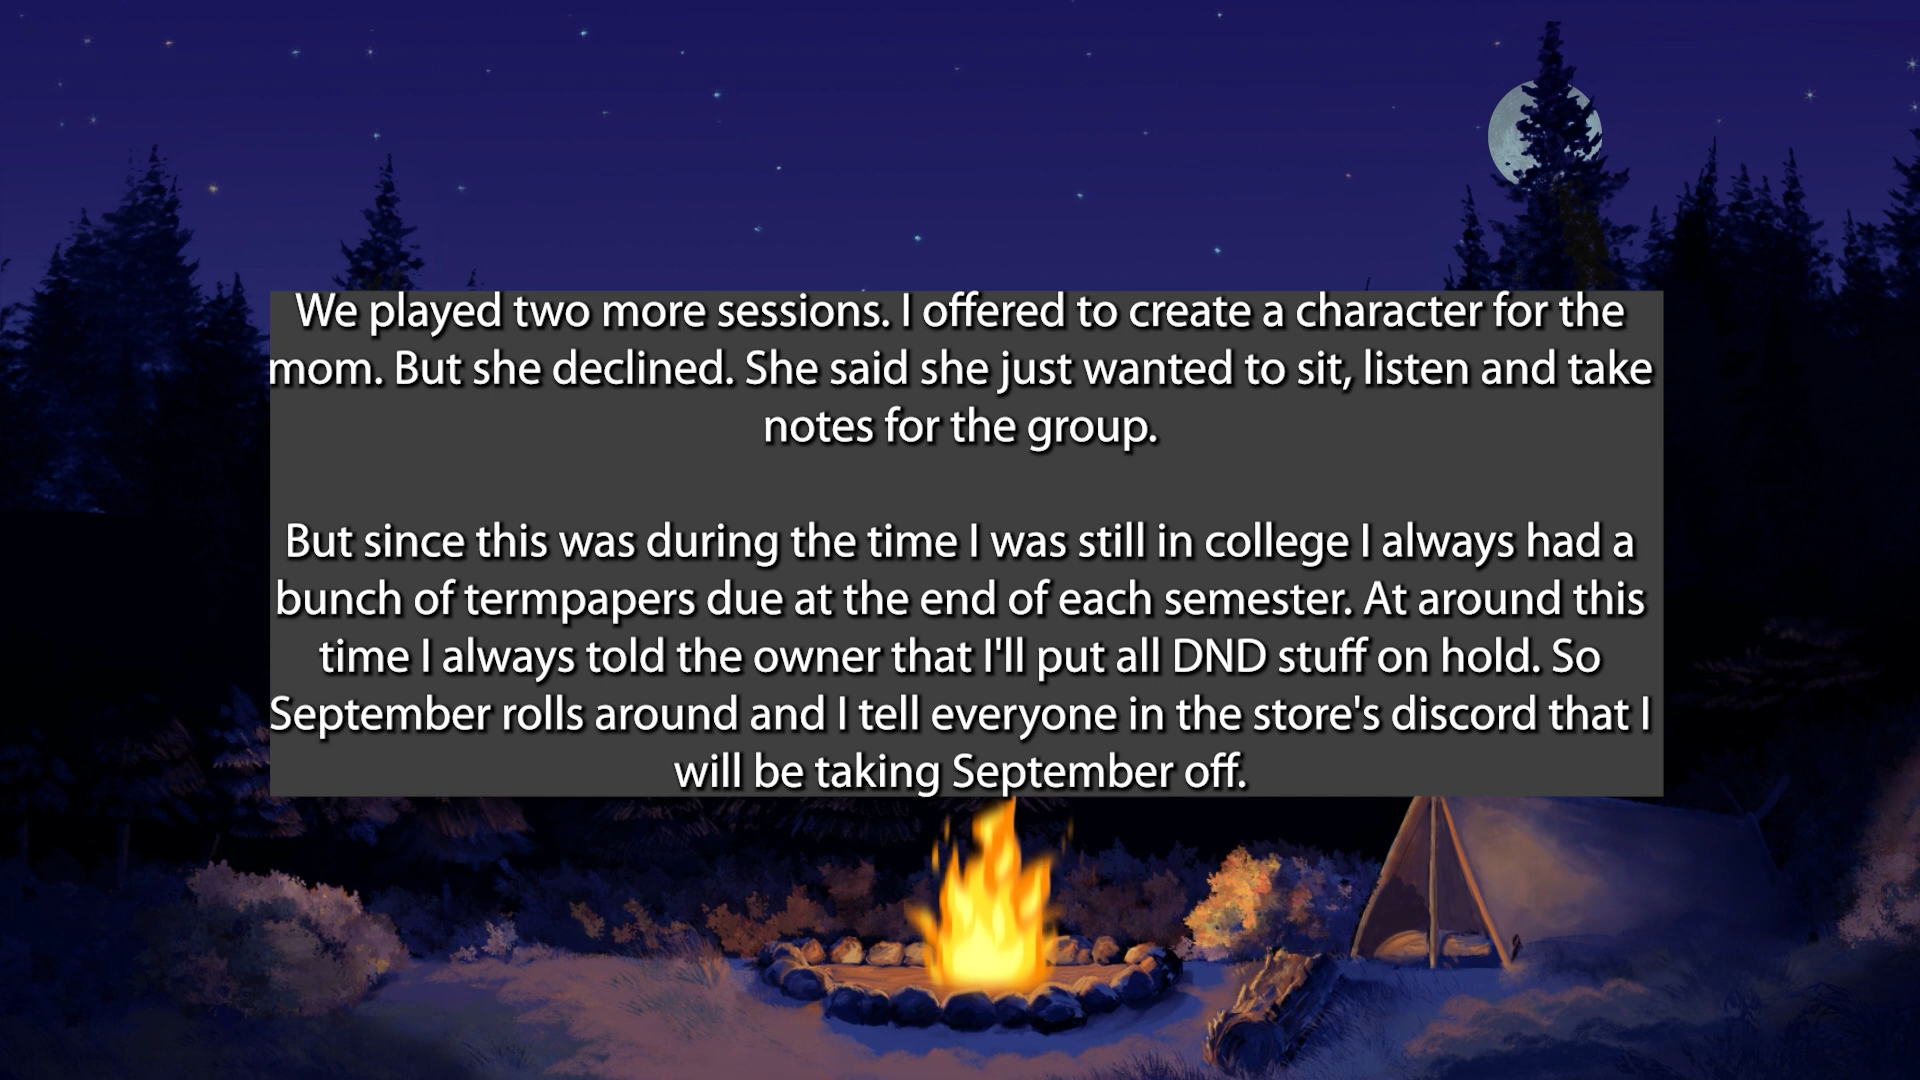 We played two more sessions. I offered to create a character for the
mom. But she declined. She said she just wanted to sit, listen and take
notes for the group.
But since this was during the time I was still in college I always had a
bunch of termpapers due at the end of each semester. At around this
time I always told the owner that I'll put all DND stuff on hold. So
September rolls around and I tell everyone in the store's discord that I
will be taking September off.